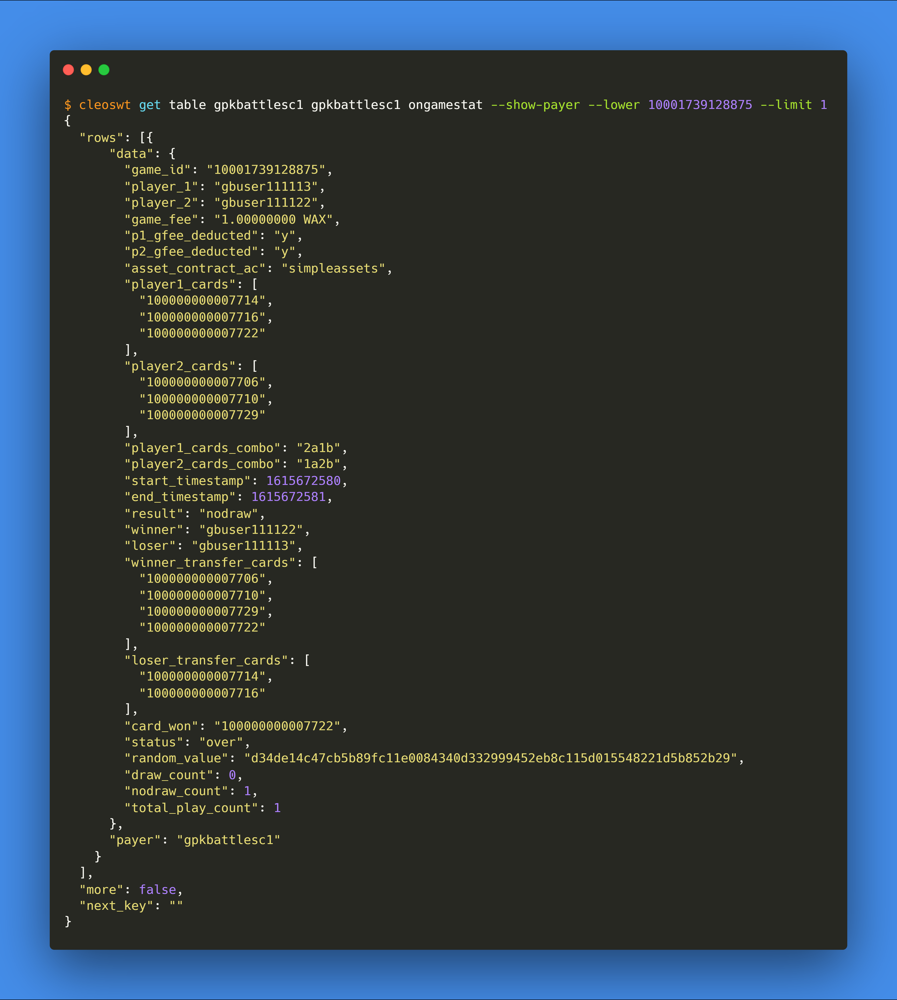 $ cleoswt get table gpkbattlesc1 gpkbattlesc1 ongamestat --show-payer --lower 10001739128875 --limit 1
{
  "rows": [{
      "data": {
        "game_id": "10001739128875",
        "player_1": "gbuser111113",
        "player_2": "gbuser111122",
        "game_fee": "1.00000000 WAX",
        "p1_gfee_deducted": "y",
        "p2_gfee_deducted": "y",
        "asset_contract_ac": "simpleassets",
        "player1_cards": [
          "100000000007714",
          "100000000007716",
          "100000000007722"
        ],
        "player2_cards": [
          "100000000007706",
          "100000000007710",
          "100000000007729"
        ],
        "player1_cards_combo": "2a1b",
        "player2_cards_combo": "1a2b",
        "start_timestamp": 1615672580,
        "end_timestamp": 1615672581,
        "result": "nodraw",
        "winner": "gbuser111122",
        "loser": "gbuser111113",
        "winner_transfer_cards": [
          "100000000007706",
          "100000000007710",
          "100000000007729",
          "100000000007722"
        ],
        "loser_transfer_cards": [
          "100000000007714",
          "100000000007716"
        ],
        "card_won": "100000000007722",
        "status": "over",
        "random_value": "d34de14c47cb5b89fc11e0084340d332999452eb8c115d015548221d5b852b29",
        "draw_count": 0,
        "nodraw_count": 1,
        "total_play_count": 1
      },
      "payer": "gpkbattlesc1"
    }
  ],
  "more": false,
  "next_key": ""
}